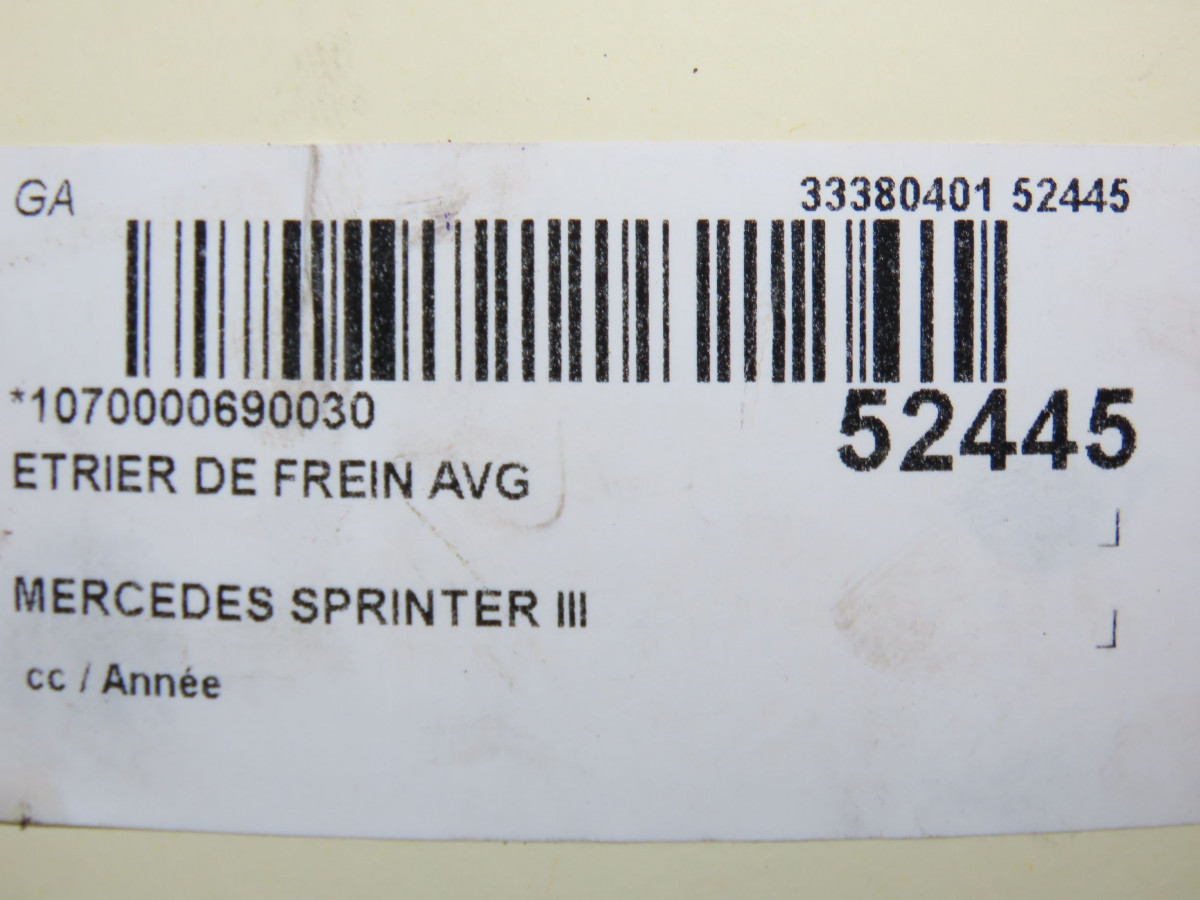 GA 33380401 52445
*1070000690030
52445
ETRIER DE FREIN AVG
MERCEDES SPRINTER III
cc / Année